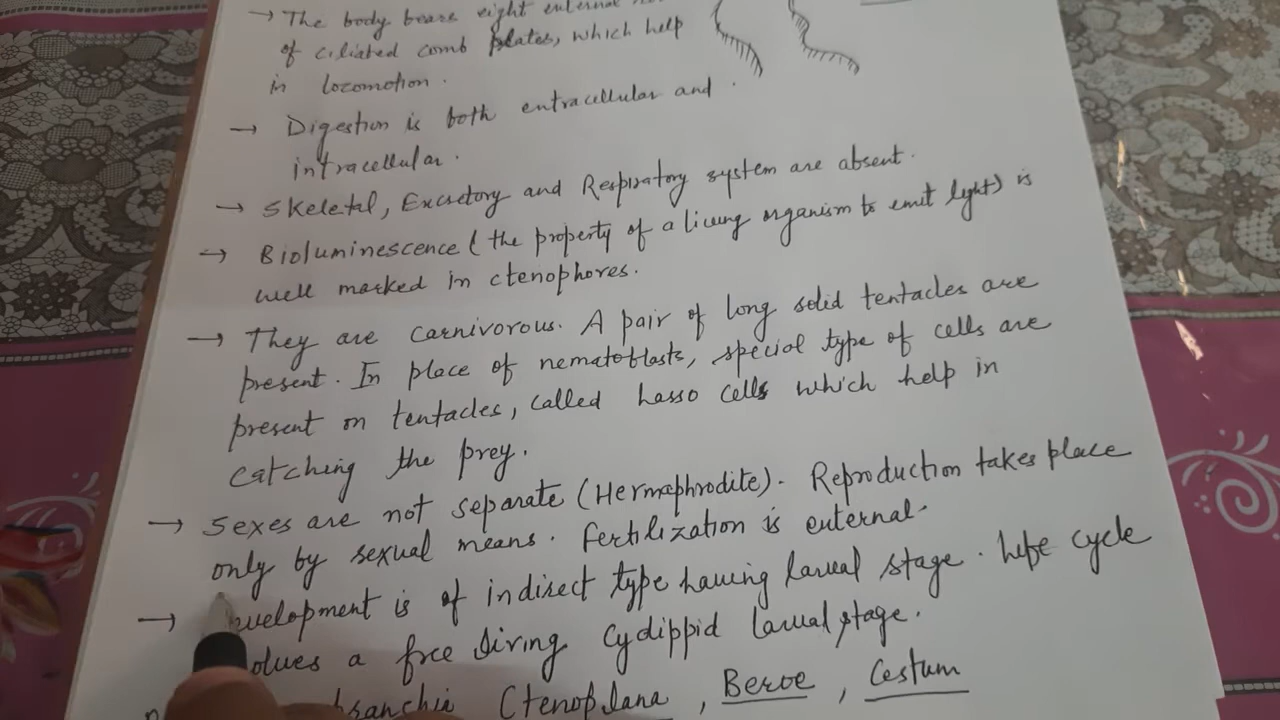 → The body bears eight external
of ciliated comb plates, which help
in locomotion.
→ Digestion is both extracellular and
intracellular.
→ Skeletal, Excretory and Respiratory system are absent.
→ Bioluminescence (the property of a living organism to emit light) is
well marked in ctenophores.
→ They are carnivorous. A pair of long solid tentacles are
present. In place of nematoblasts, special type of cells are
present on tentacles, called lasso cells which help in
catching the prey.
→ Sexes are not separate (Hermaphrodite). Reproduction takes place
only by sexual means. Fertilization is external.
→ velopment is of indirect type having larval stage. Life cycle
olves a free living Cydippid larval stage.
branchia Ctenoplana, Beroe, Cestum